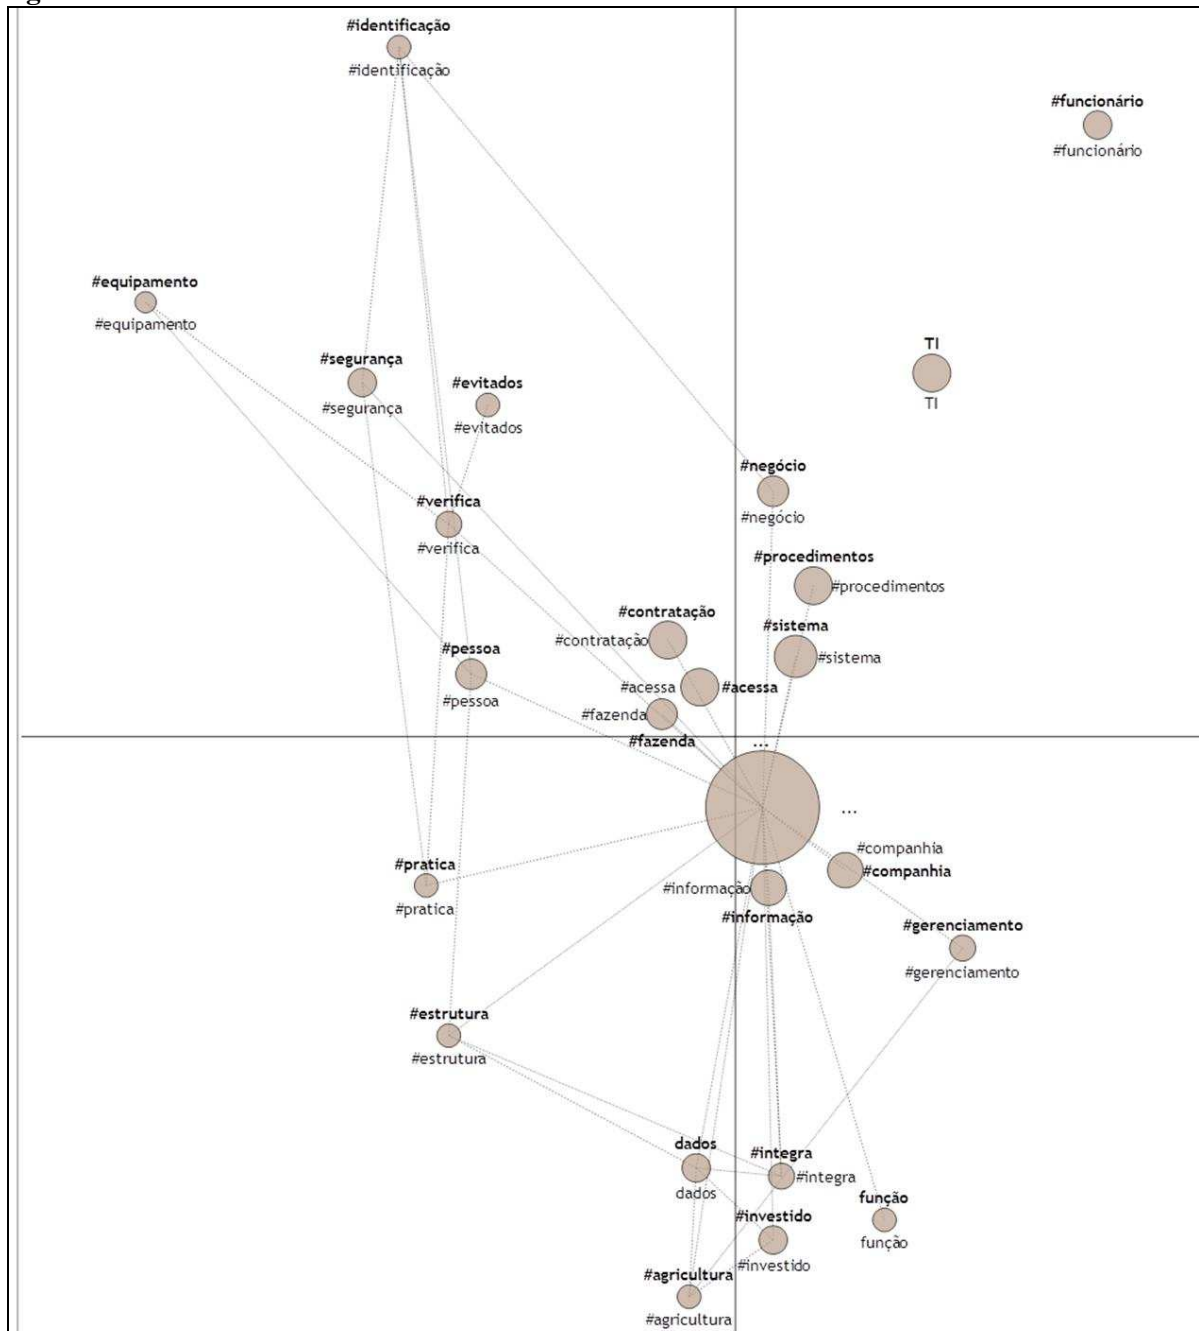 #identificação
#identificação
#funcionário
#funcionário
#equipamento
#equipamento
TI
TI
#segurança
#segurança
#evitados
#evitados
#negócio
#negócio
#verifica
#verifica
#procedimentos
#procedimentos
#contratação
#contratação
#sistema
#sistema
#pessoa
#pessoa
#acessa
#acessa
#fazenda
#fazenda
...
...
#companhia
#companhia
#pratica
#pratica
#informação
#informação
#gerenciamento
#gerenciamento
#estrutura
#estrutura
dados
dados
#integra
#integra
função
função
#investido
#investido
#agricultura
#agricultura